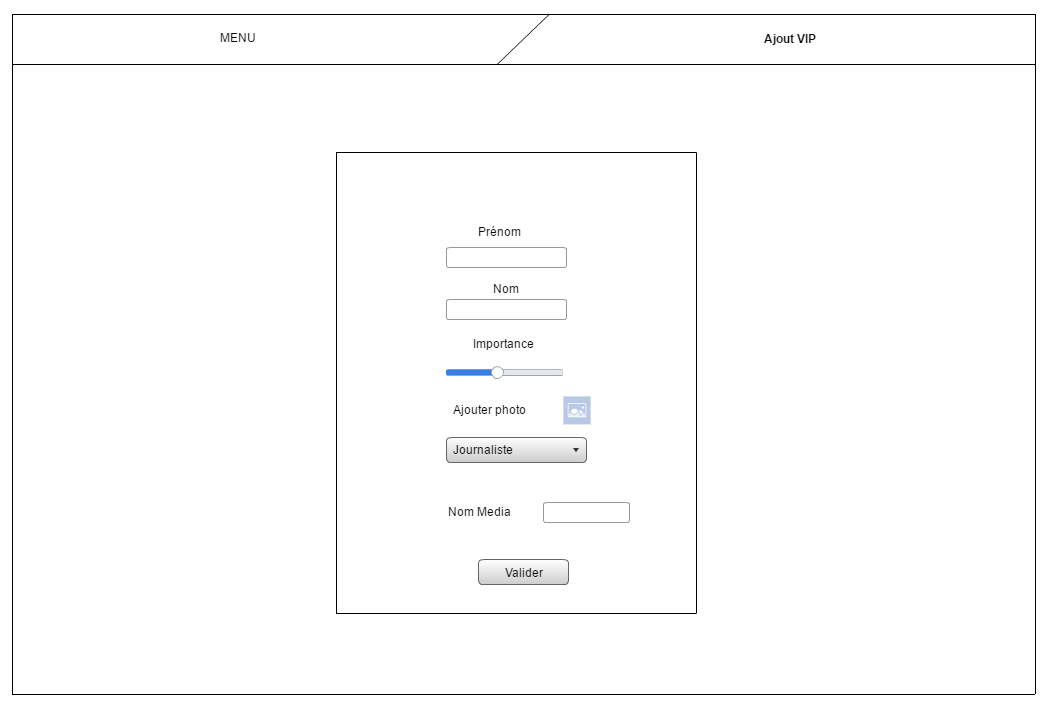 MENU
Ajout VIP
Prénom
Nom
Importance
Ajouter photo
Journaliste
Nom Media
Valider